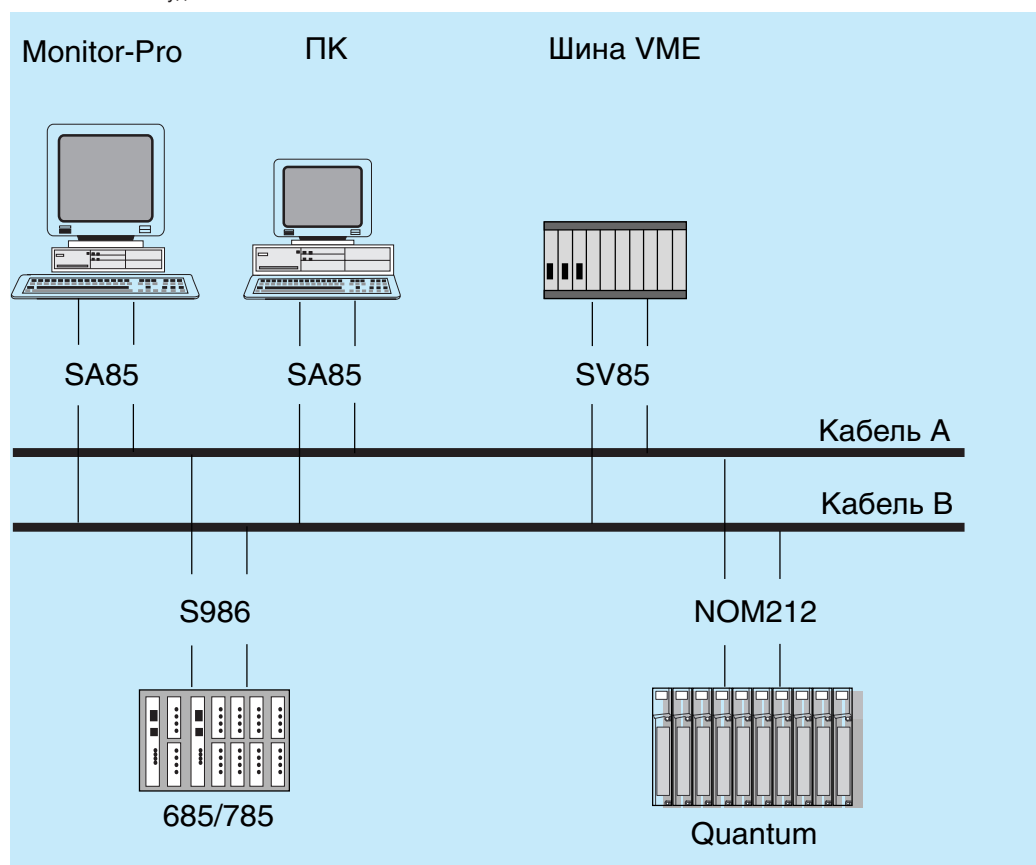 Monitor-Pro ПК Шина VME
SA85 SA85 SV85
Кабель A
Кабель B
S986 NOM212
685/785
Quantum